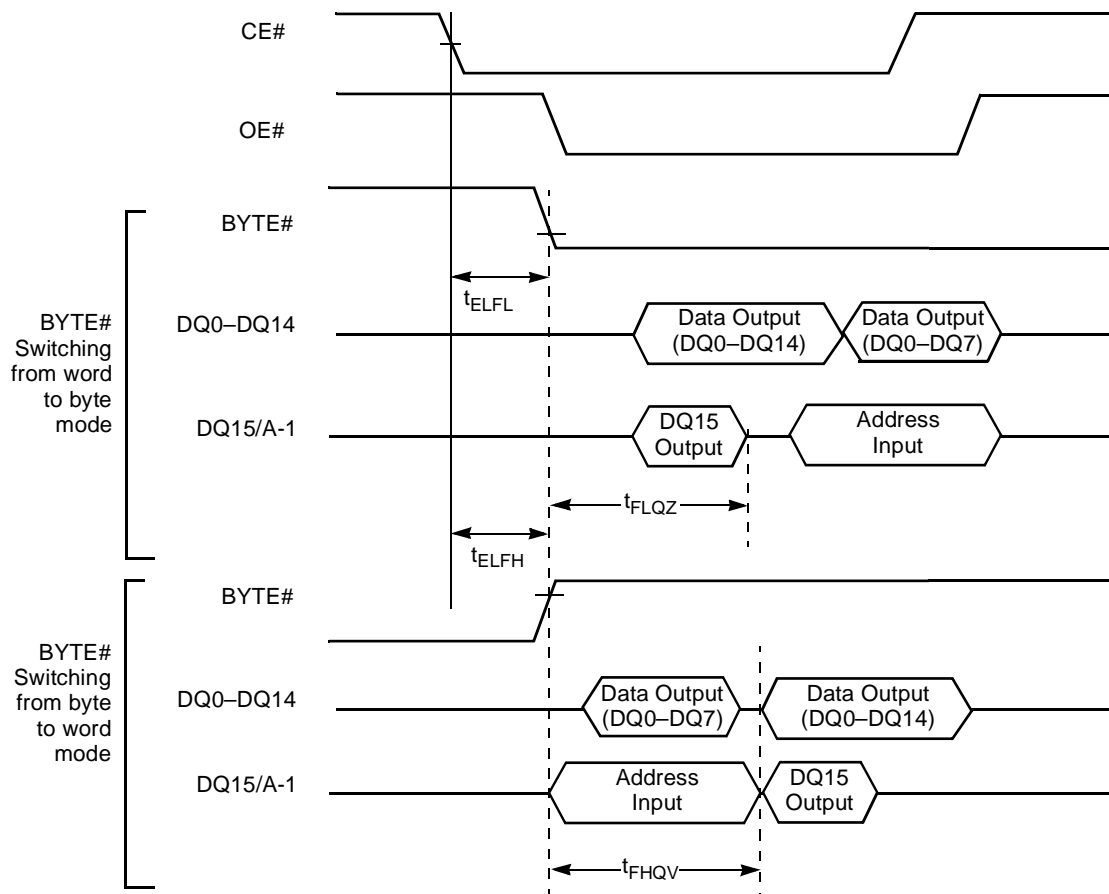 CE#
OE#
BYTE#
BYTE#
Switching
from word
to byte
mode
tELFL
DQ0–DQ14
Data Output
(DQ0–DQ14)
Data Output
(DQ0–DQ7)
DQ15/A-1
DQ15
Output
Address
Input
tFLQZ
tELFH
BYTE#
BYTE#
Switching
from byte
to word
mode
DQ0–DQ14
Data Output
(DQ0–DQ7)
Data Output
(DQ0–DQ14)
DQ15/A-1
Address
Input
DQ15
Output
tFHQV